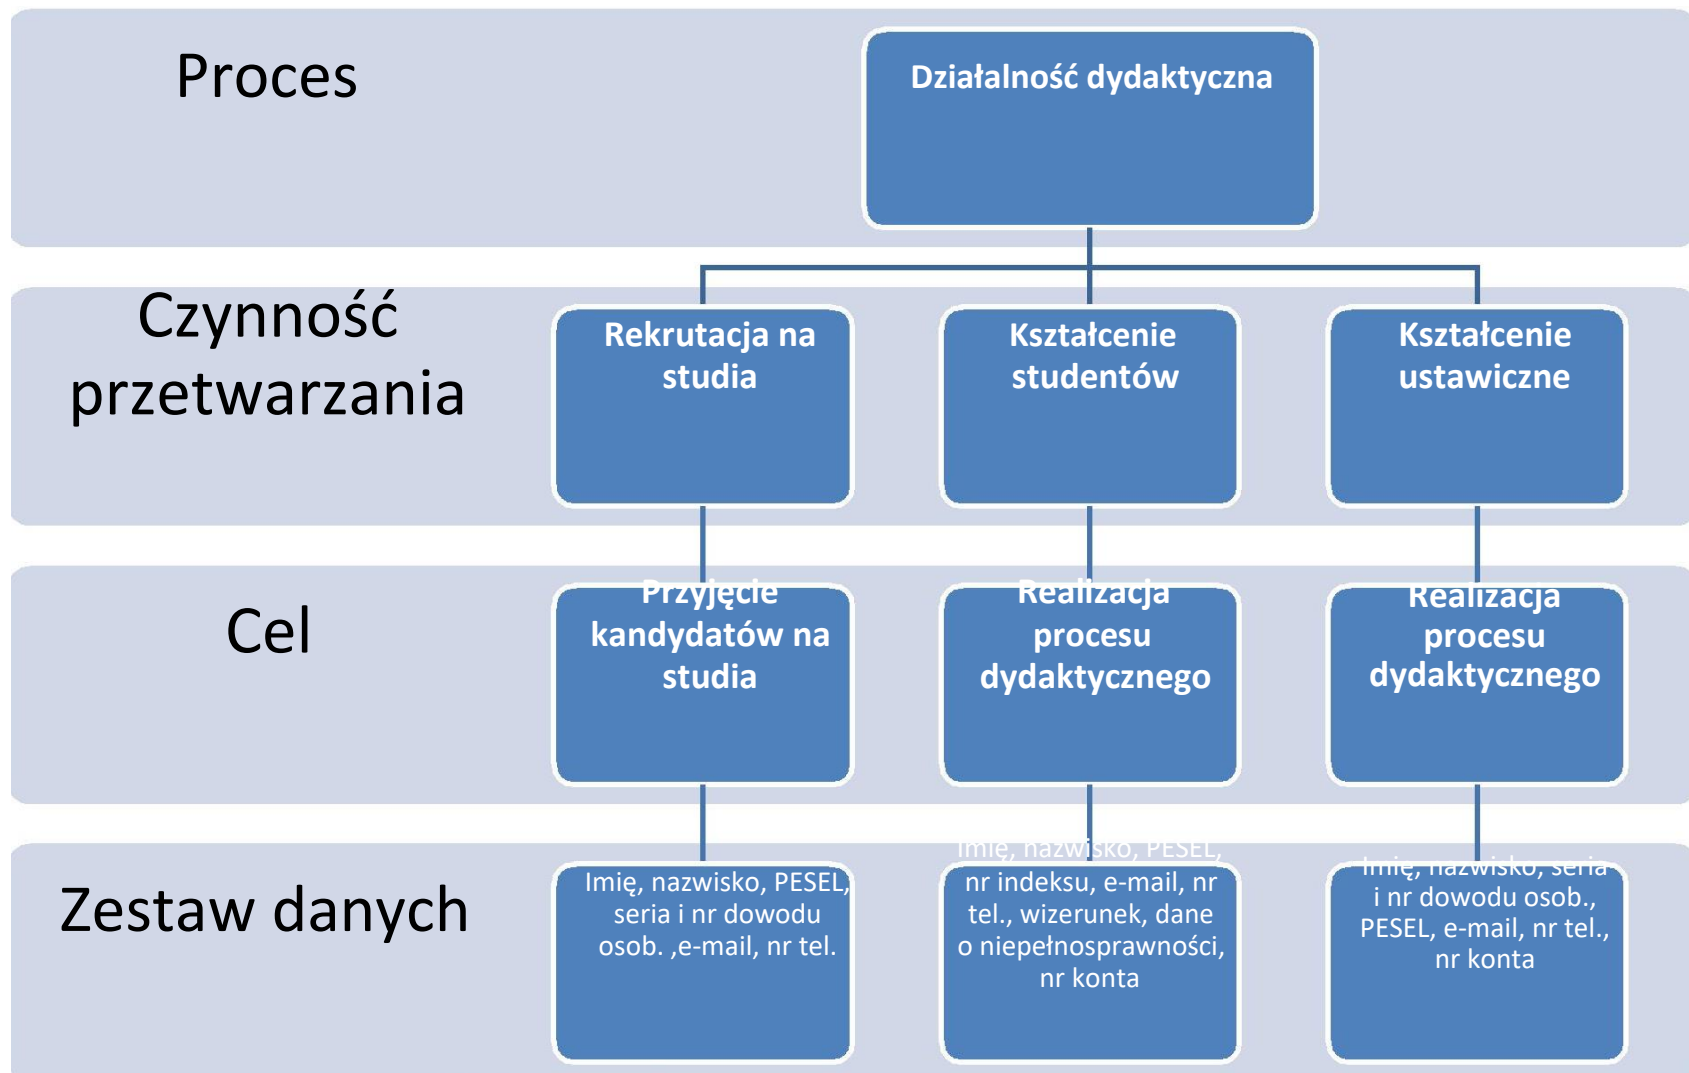 Proces
Działalność dydaktyczna
Czynność
przetwarzania
Rekrutacja na
studia
Kształcenie
studentów
Kształcenie
ustawiczne
Cel
Przyjęcie
kandydatów na
studia
Realizacja
procesu
dydaktycznego
Realizacja
procesu
dydaktycznego
Zestaw danych
Imię, nazwisko, PESEL,
seria i nr dowodu
osob. ,e-mail, nr tel.
Imię, nazwisko, PESEL,
nr indeksu, e-mail, nr
tel., wizerunek, dane
o niepełnosprawności,
nr konta
Imię, nazwisko, seria
i nr dowodu osob.,
PESEL, e-mail, nr tel.,
nr konta